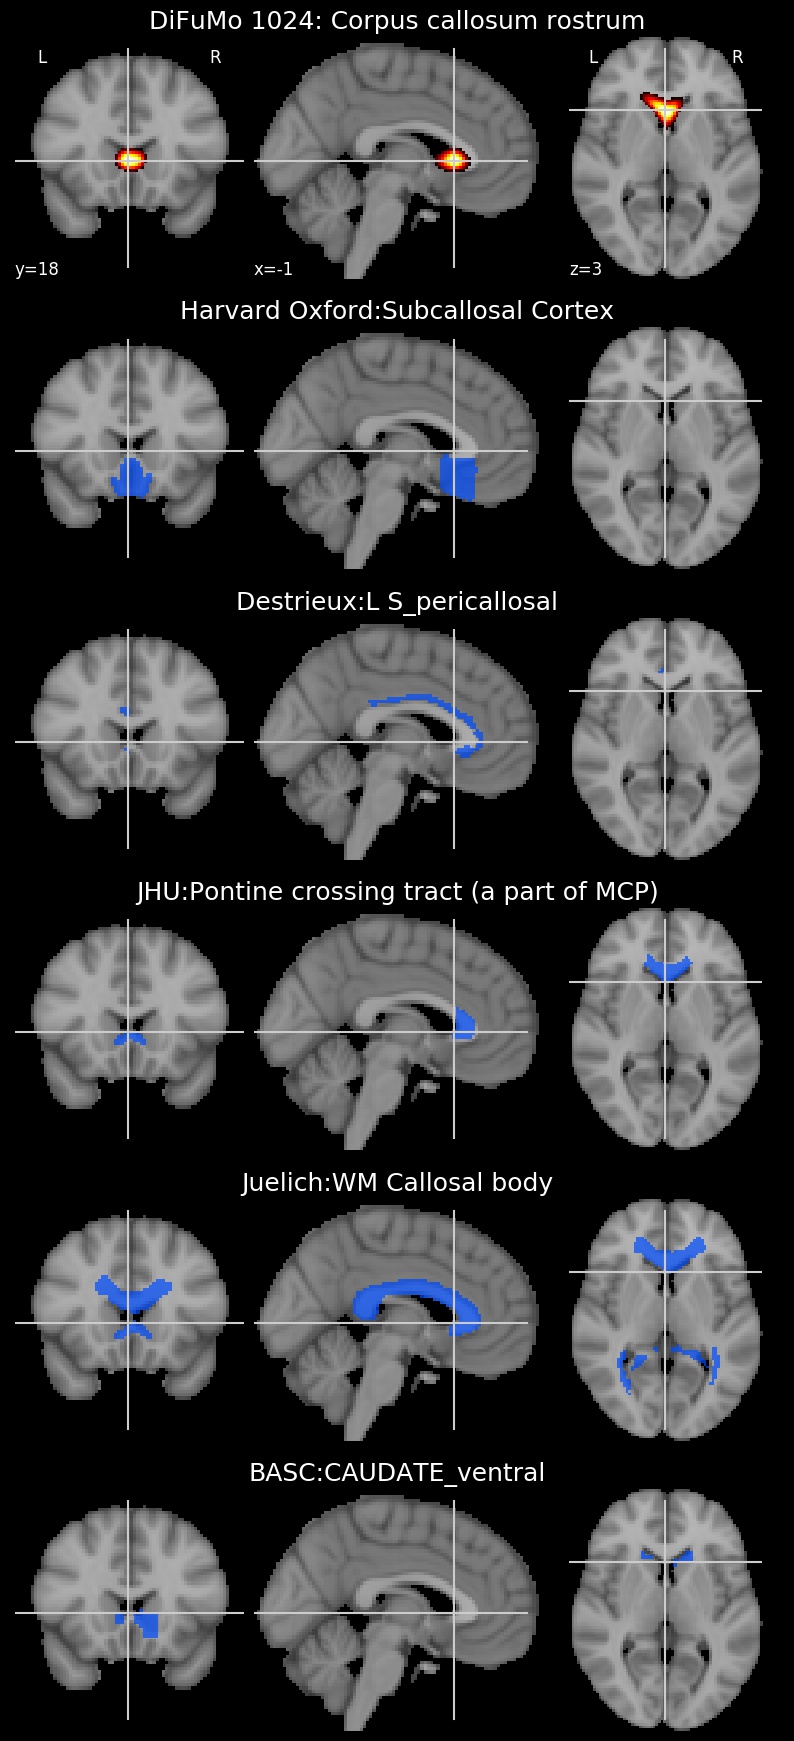 DiFuMo 1024: Corpus callosum rostrum
L R L R
y=18 x=-1 z=3
Harvard Oxford:Subcallosal Cortex
Destrieux:L S_pericallosal
JHU:Pontine crossing tract (a part of MCP)
Juelich:WM Callosal body
BASC:CAUDATE_ventral